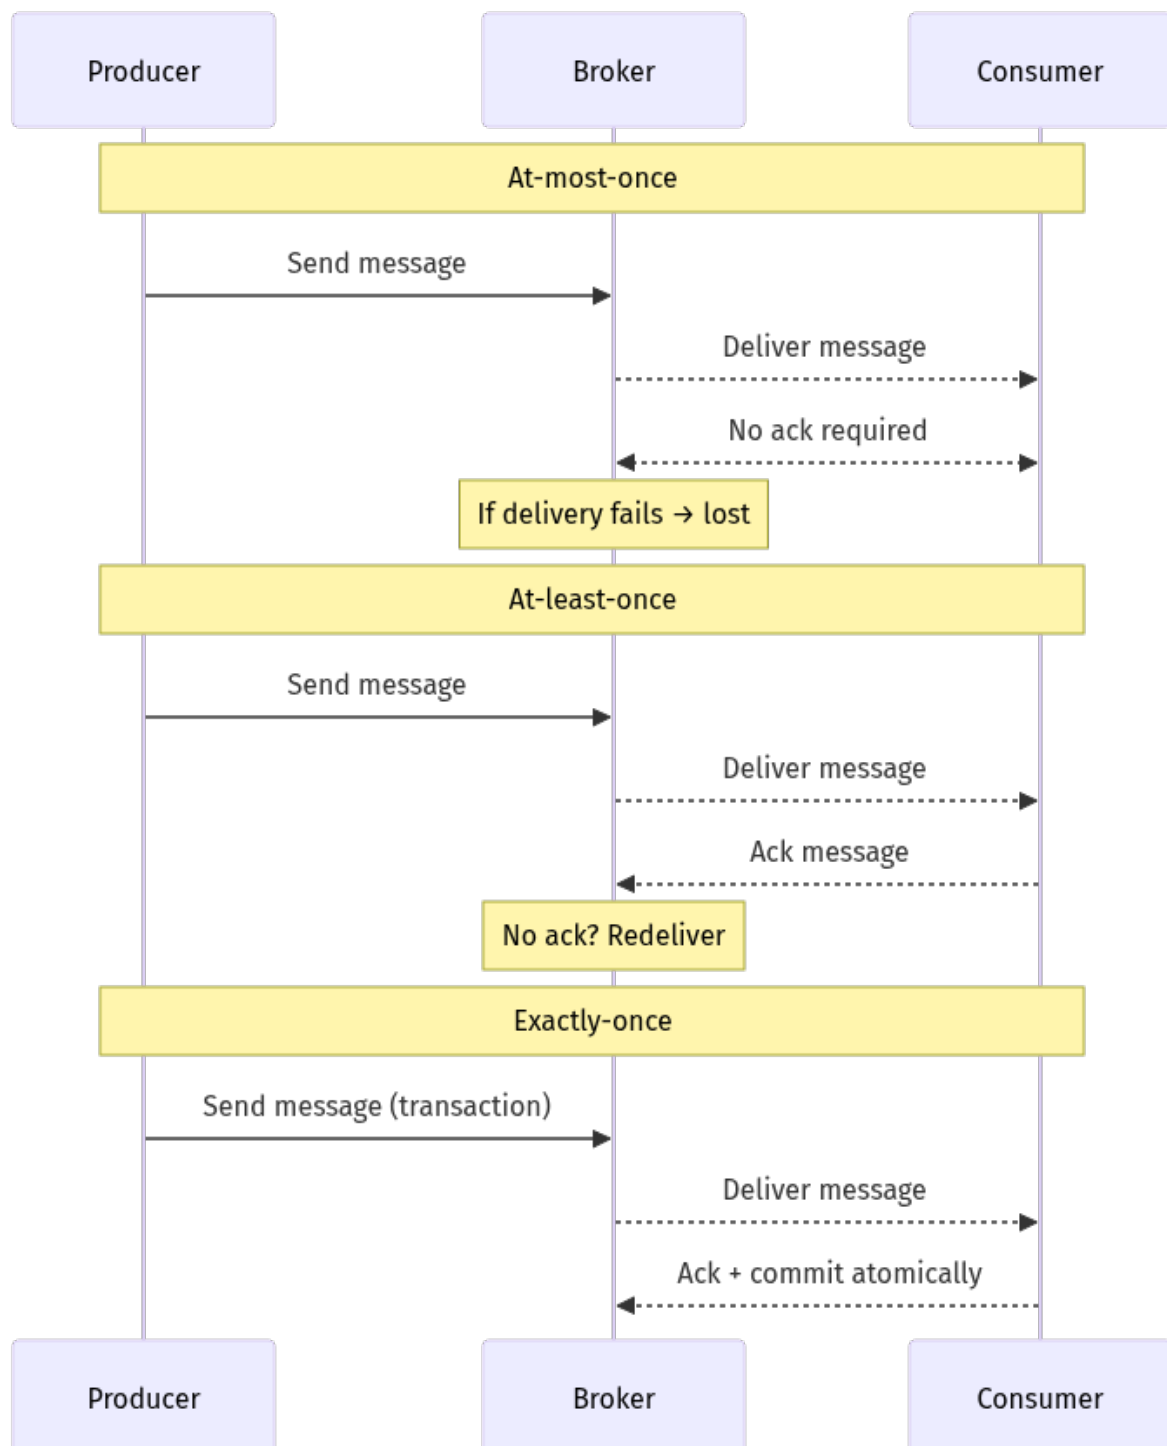 Producer
Broker
Consumer
At-most-once
Send message
Deliver message
No ack required
If delivery fails → lost
At-least-once
Send message
Deliver message
Ack message
No ack? Redeliver
Exactly-once
Send message (transaction)
Deliver message
Ack + commit atomically
Producer
Broker
Consumer